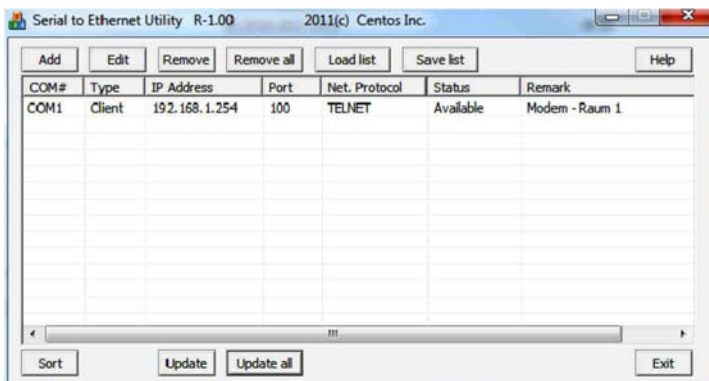 Serial to Ethernet Utility R-1.00 2011(c) Centos Inc.
Add Edit Remove Remove all Load list Save list Help
COM# Type IP Address Port Net. Protocol Status Remark
COM1 Client 192.168.1.254 100 TELNET Available Modem - Raum 1
Sort Update Update all Exit